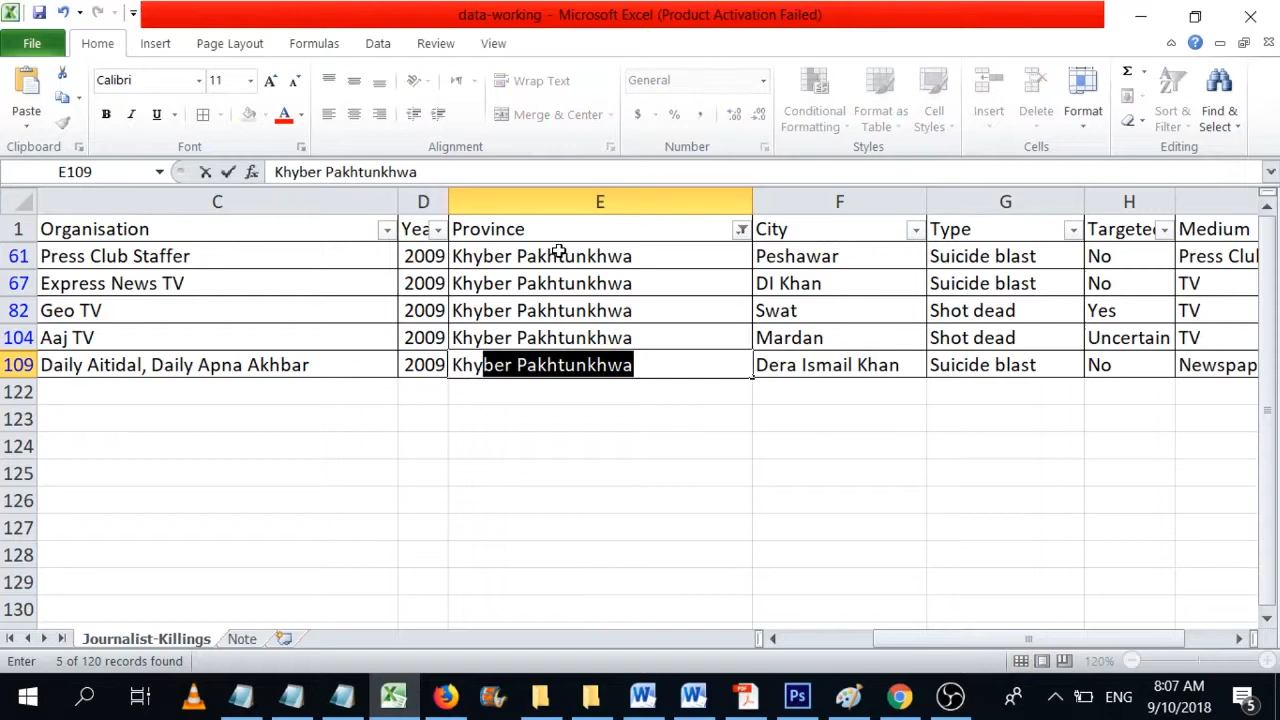 data-working - Microsoft Excel (Product Activation Failed)
File Home Insert Page Layout Formulas Data Review View
Calibri 11 Wrap Text General
Paste Merge & Center $ % , Conditional Formatting Format as Table Cell Styles Insert Delete Format Sort & Filter Find & Select
B I U A
Clipboard Font Alignment Number Styles Cells Editing
E109 fx Khyber Pakhtunkhwa
C D E F G H
1 Organisation Yea Province City Type Targeted Medium
61 Press Club Staffer 2009 Khyber Pakhtunkhwa Peshawar Suicide blast No Press Clu
67 Express News TV 2009 Khyber Pakhtunkhwa DI Khan Suicide blast No TV
82 Geo TV 2009 Khyber Pakhtunkhwa Swat Shot dead Yes TV
104 Aaj TV 2009 Khyber Pakhtunkhwa Mardan Shot dead Uncertain TV
109 Daily Aitidal, Daily Apna Akhbar 2009 Khyber Pakhtunkhwa Dera Ismail Khan Suicide blast No Newspap
122
123
124
125
126
127
128
129
130
Journalist-Killings Note
Enter 5 of 120 records found 120%
W W PDF Ps ENG 8:07 AM
9/10/2018 5